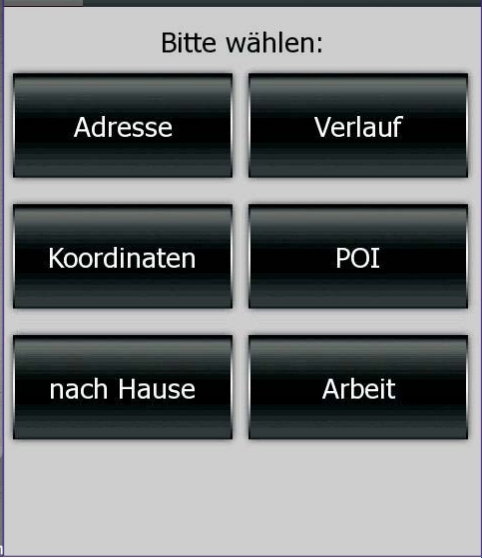 Bitte wählen:
Adresse
Verlauf
Koordinaten
POI
nach Hause
Arbeit